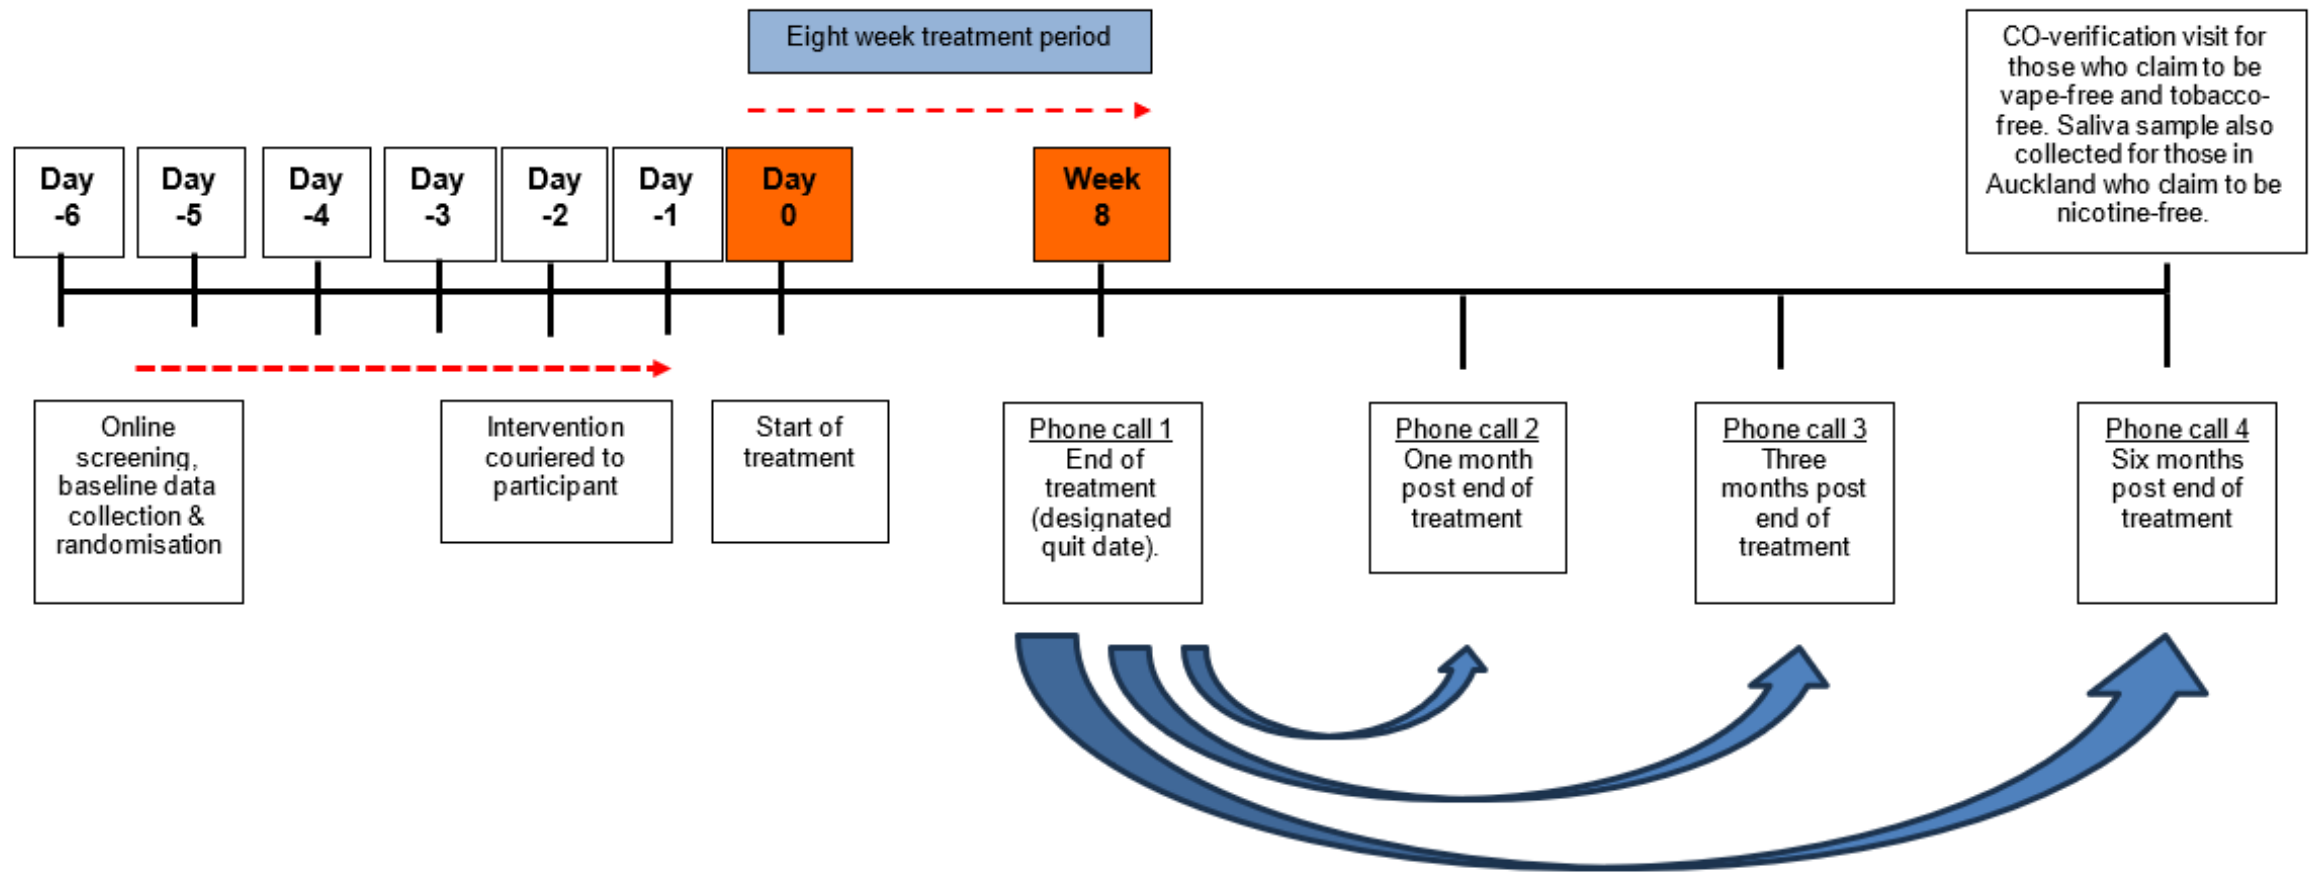 Eight week treatment period
CO-verification visit for
those who claim to be
vape-free and tobacco-
free. Saliva sample also
collected for those in
Auckland who claim to be
nicotine-free.
Day
-6
Day
-5
Day
-4
Day
-3
Day
-2
Day
-1
Day
0
Week
8
Online
screening,
baseline data
collection &
randomisation
Intervention
couriered to
participant
Start of
treatment
Phone call 1
End of
treatment
(designated
quit date).
Phone call 2
One month
post end of
treatment
Phone call 3
Three
months post
end of
treatment
Phone call 4
Six months
post end of
treatment